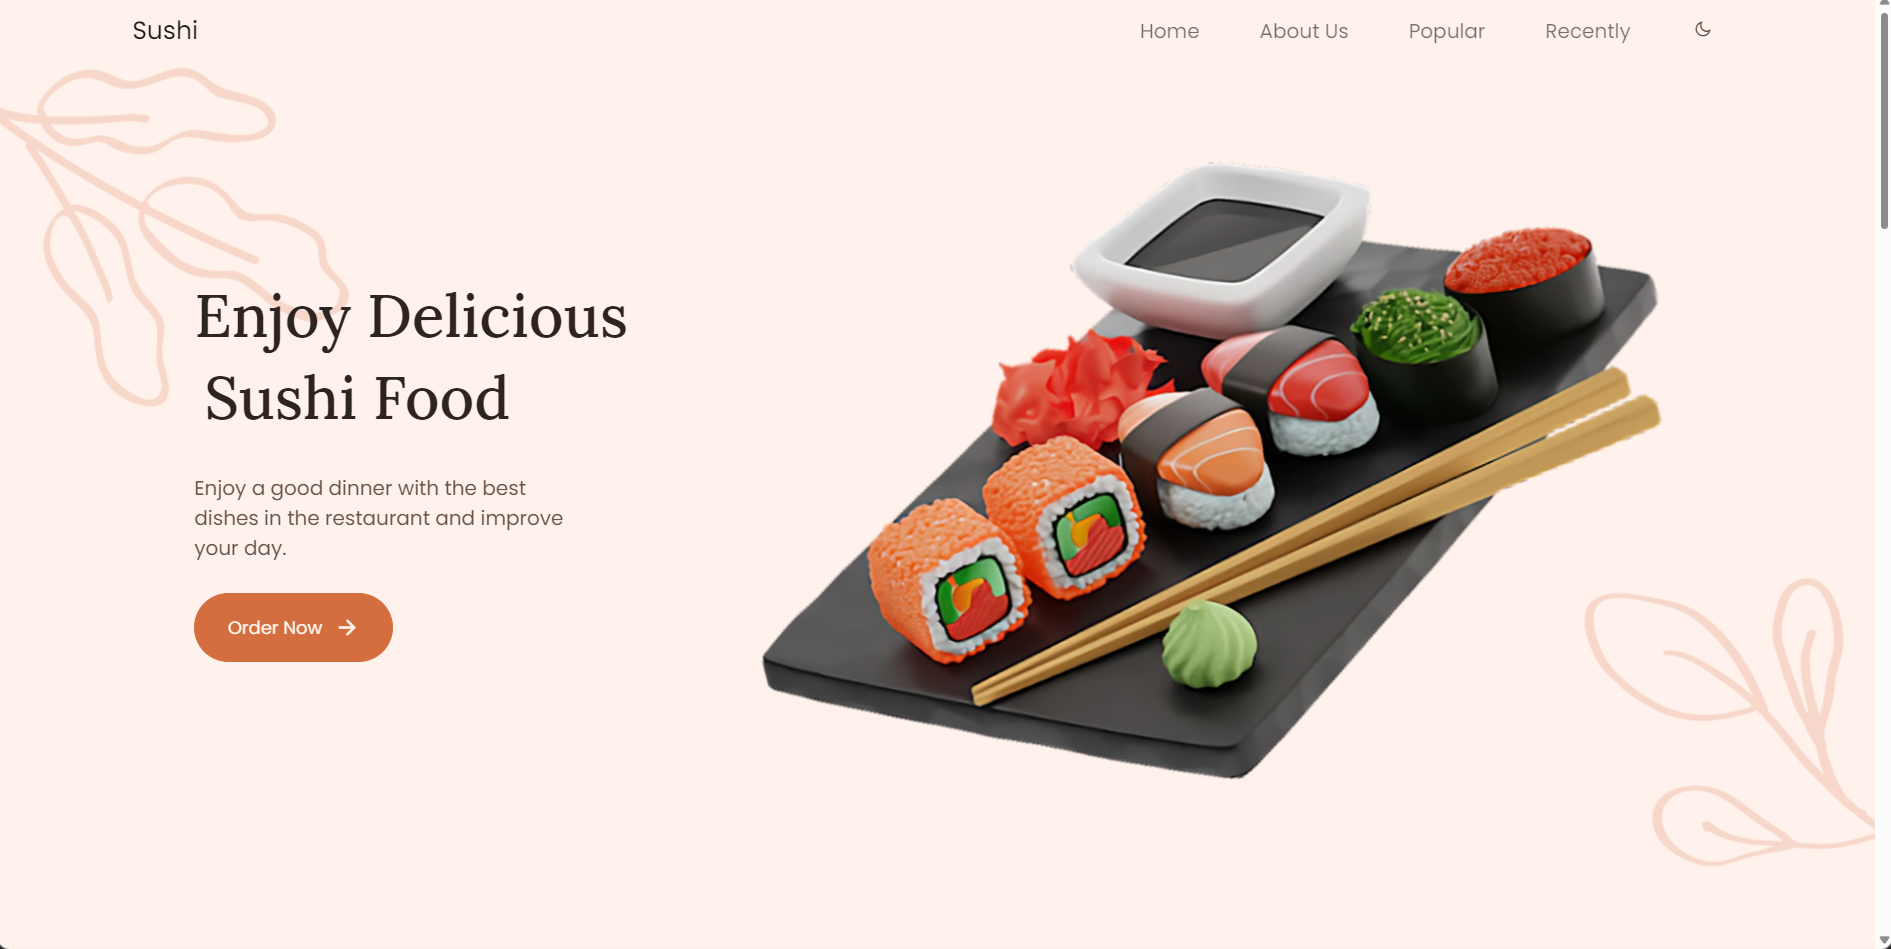 Sushi
Home About Us Popular Recently
Enjoy Delicious
Sushi Food
Enjoy a good dinner with the best
dishes in the restaurant and improve
your day.
Order Now